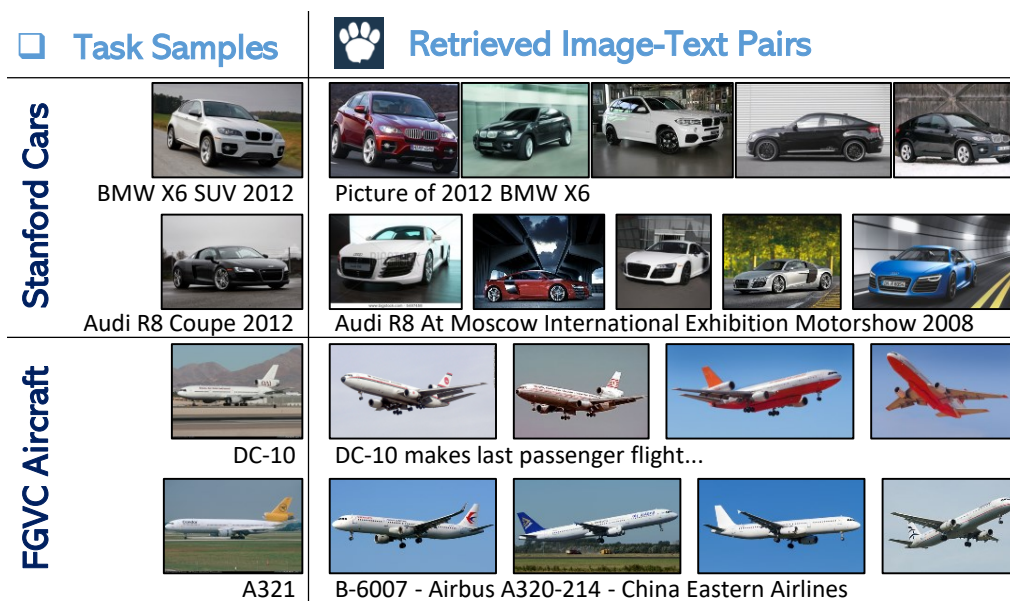 Task Samples
Retrieved Image-Text Pairs
Stanford Cars
BMW X6 SUV 2012
Picture of 2012 BMW X6
Audi R8 Coupe 2012
Audi R8 At Moscow International Exhibition Motorshow 2008
FGVC Aircraft
DC-10
DC-10 makes last passenger flight...
A321
B-6007 - Airbus A320-214 - China Eastern Airlines